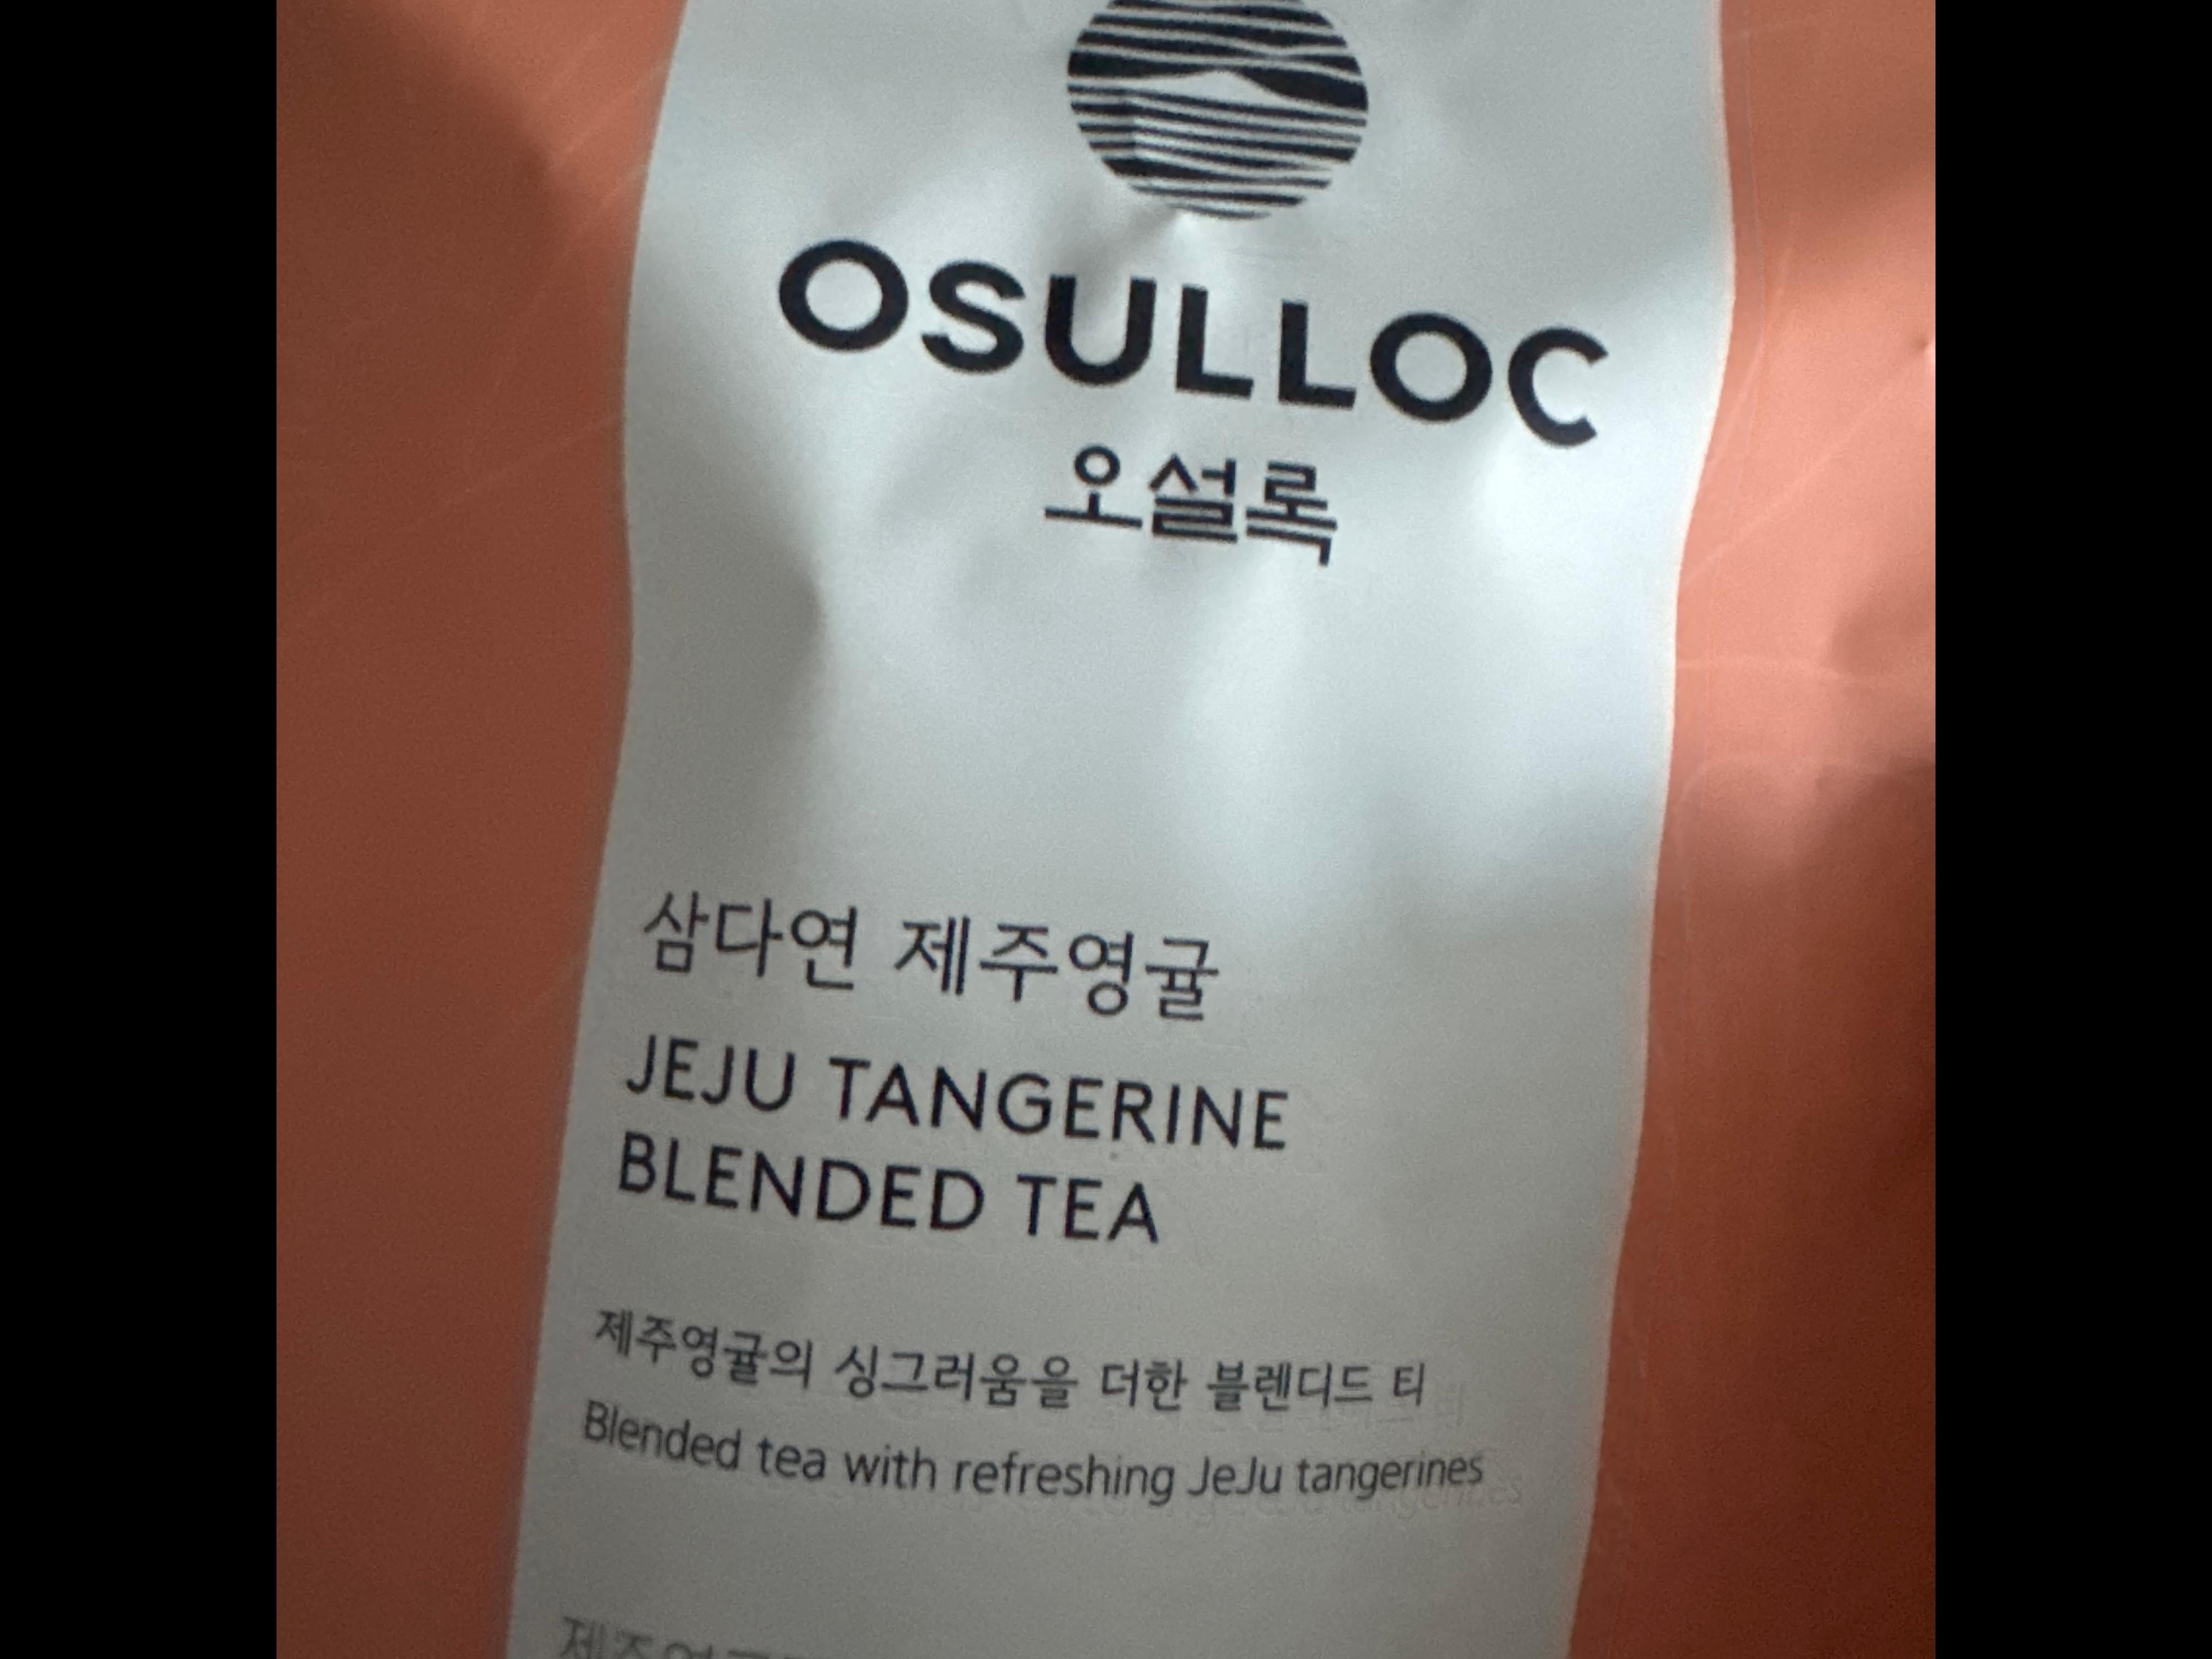 OSULLOC
오설록
삼다연 제주영귤
JEJU TANGERINE
BLENDED TEA
제주영귤의 싱그러움을 더한 블렌디드 티
Blended tea with refreshing JeJu tangerines